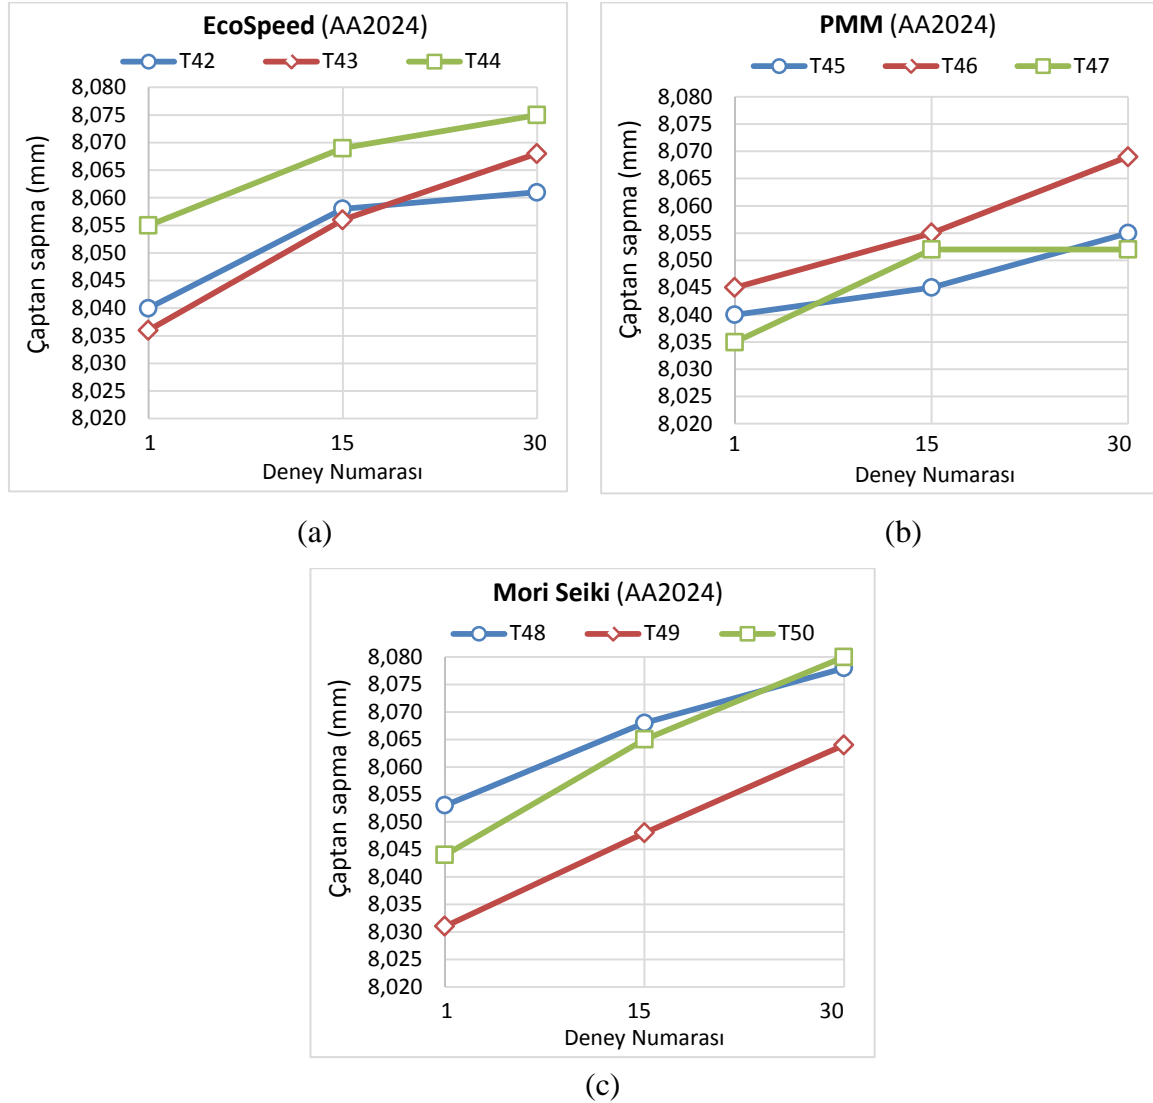 EcoSpeed (AA2024)
T42 T43 T44
Çaptan sapma (mm)
8,080
8,075
8,070
8,065
8,060
8,055
8,050
8,045
8,040
8,035
8,030
8,025
8,020
1 15 30
Deney Numarası
(a)
PMM (AA2024)
T45 T46 T47
Çaptan sapma (mm)
8,080
8,075
8,070
8,065
8,060
8,055
8,050
8,045
8,040
8,035
8,030
8,025
8,020
1 15 30
Deney Numarası
(b)
Mori Seiki (AA2024)
T48 T49 T50
Çaptan sapma (mm)
8,080
8,075
8,070
8,065
8,060
8,055
8,050
8,045
8,040
8,035
8,030
8,025
8,020
1 15 30
Deney Numarası
(c)